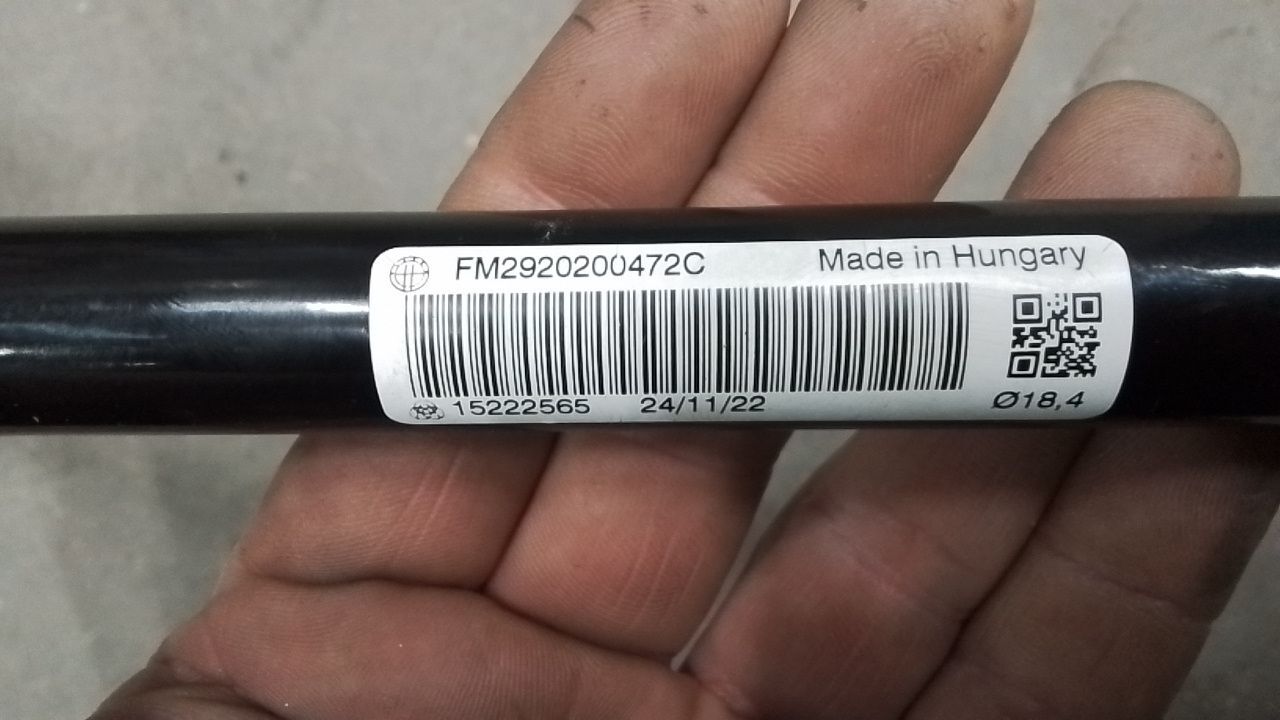 FM2920200472C Made in Hungary
15222565 24/11/22 Ø18,4